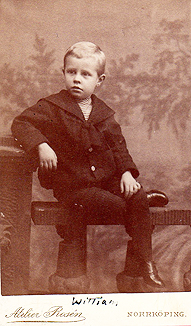 William.
Atelier Rosén
NORRKÖPING.